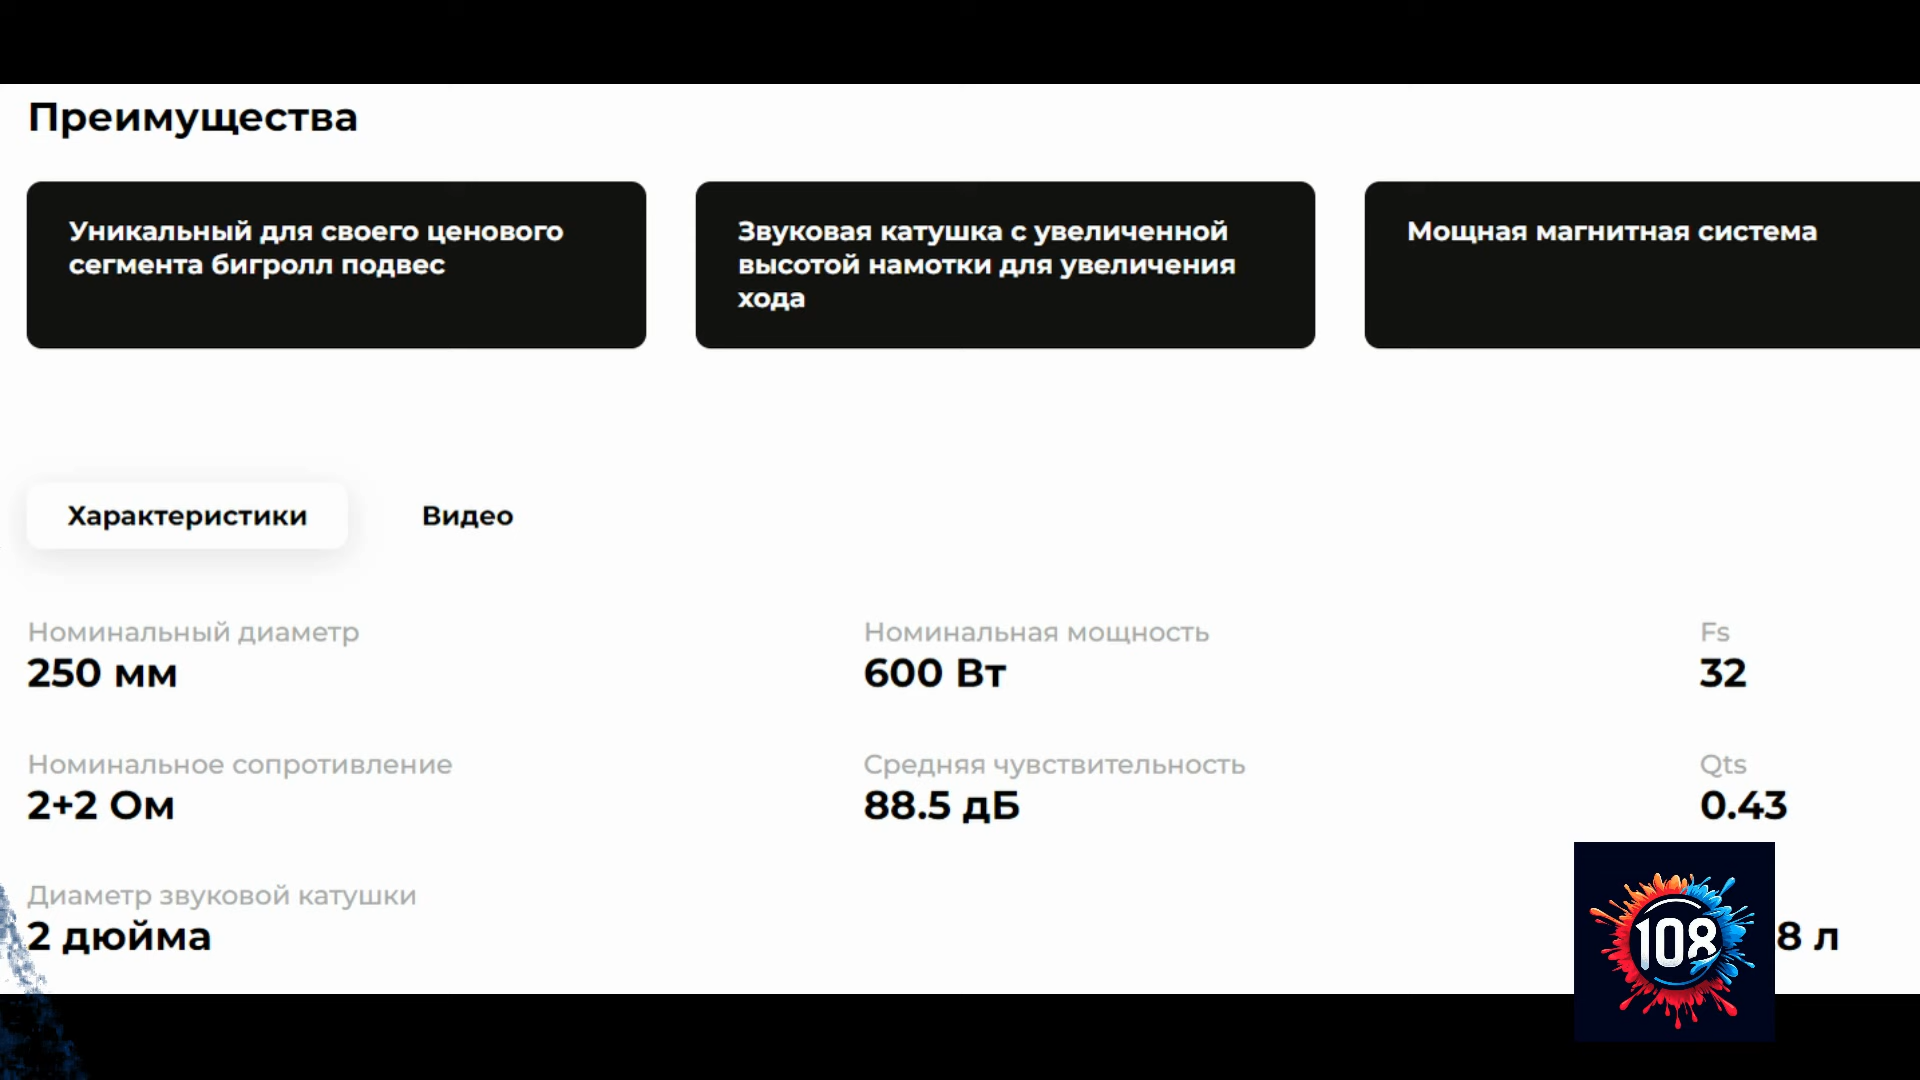 Преимущества
Уникальный для своего ценового
сегмента бигролл подвес
Звуковая катушка с увеличенной
высотой намотки для увеличения
хода
Мощная магнитная система
Характеристики
Видео
Номинальный диаметр
250 мм
Номинальная мощность
600 Вт
Fs
32
Номинальное сопротивление
2+2 Ом
Средняя чувствительность
88.5 дБ
Qts
0.43
Диаметр звуковой катушки
2 дюйма
8 л
108